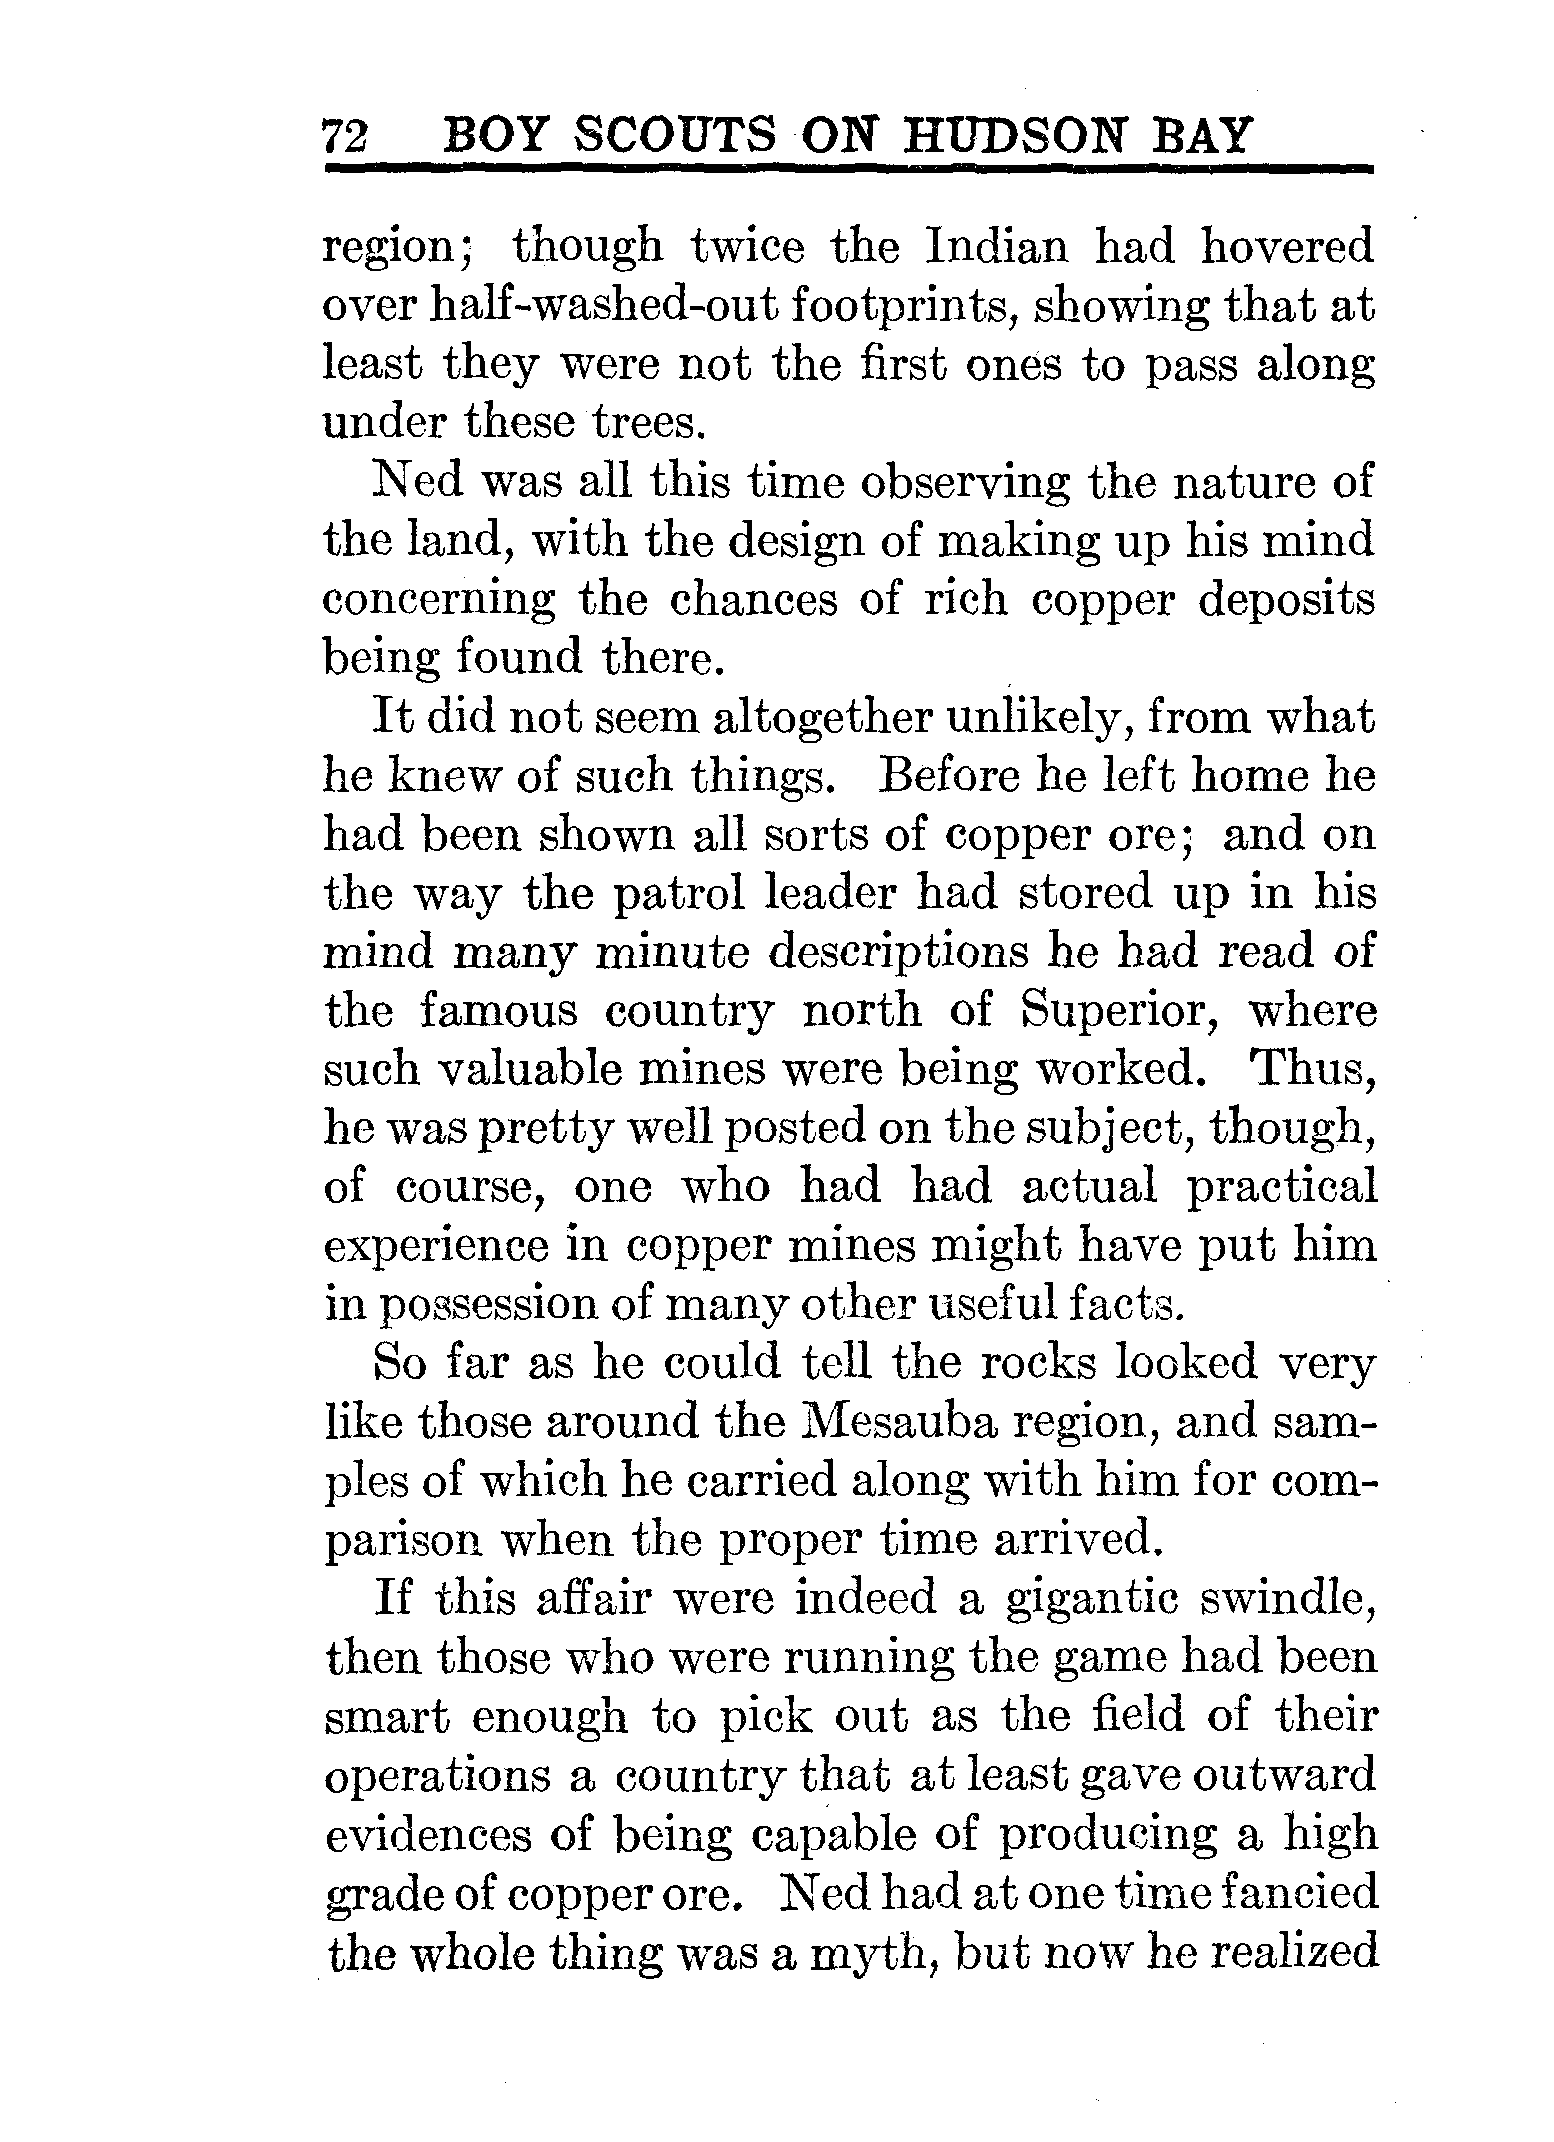 72 BOY SCOUTS ON HUDSON BAY
region; though twice the Indian had hovered
over half-washed-out footprints, showing that at
least they were not the first ones to pass along
under these trees.
Ned was all this time observing the nature of
the land, with the design of making up his mind
concerning the chances of rich copper deposits
being found there.
It did not seem altogether unlikely, from what
he knew of such things. Before he left home he
had been shown all sorts of copper ore; and on
the way the patrol leader had stored up in his
mind many minute descriptions he had read of
the famous country north of Superior, where
such valuable mines were being worked. Thus,
he was pretty well posted on the subject, though,
of course, one who had had actual practical
experience in copper mines might have put him
in possession of many other useful facts.
So far as he could tell the rocks looked very
like those around the Mesauba region, and sam-
ples of which he carried along with him for com-
parison when the proper time arrived.
If this affair were indeed a gigantic swindle,
then those who were running the game had been
smart enough to pick out as the field of their
operations a country that at least gave outward
evidences of being capable of producing a high
grade of copper ore. Ned had at one time fancied
the whole thing was a myth, but now he realized